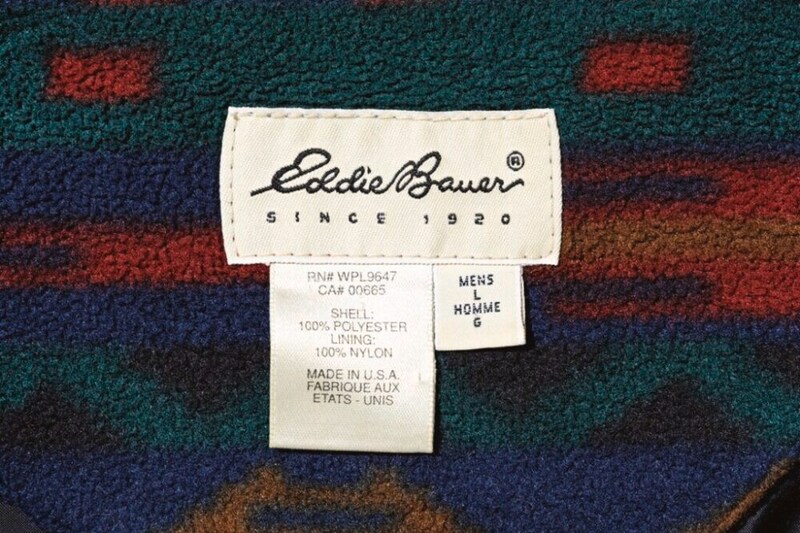 Eddie Bauer®
SINCE 1920
RN# WPL9647
CA# 00665
SHELL:
100% POLYESTER
LINING:
100% NYLON
MADE IN U.S.A.
FABRIQUE AUX
ETATS - UNIS
MENS
L
HOMME
G